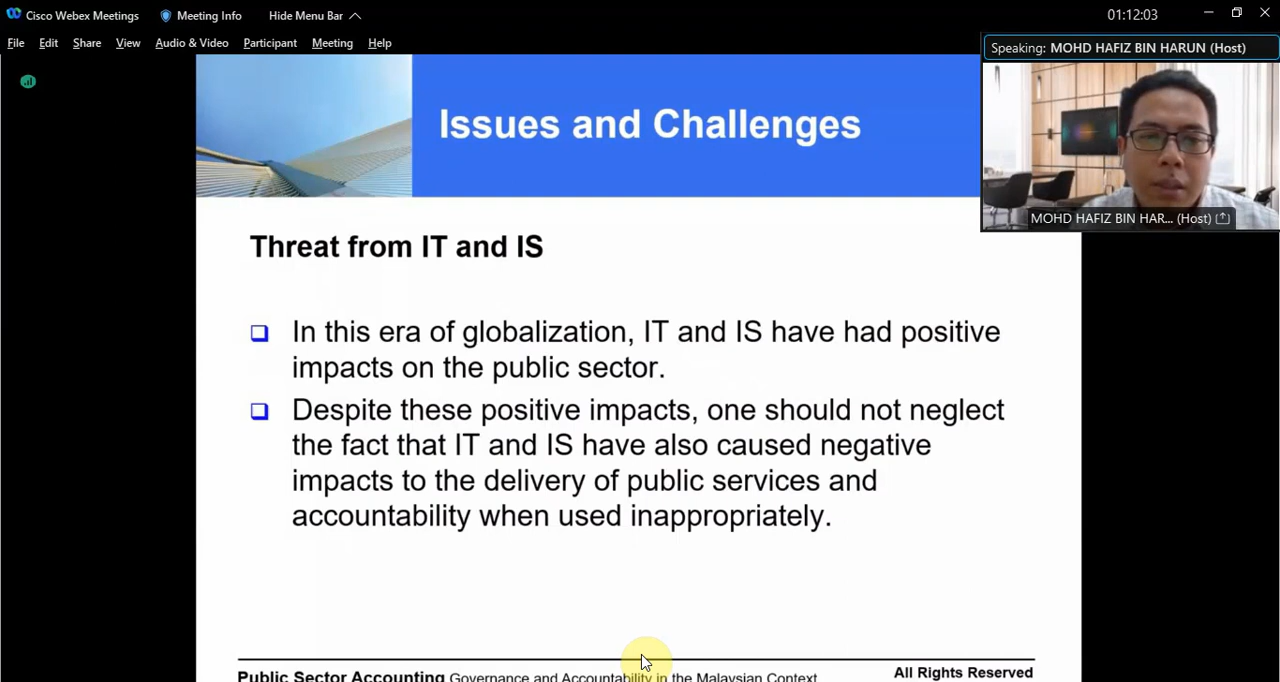 Cisco Webex Meetings
Meeting Info
Hide Menu Bar
01:12:03
File Edit Share View Audio & Video Participant Meeting Help
Speaking: MOHD HAFIZ BIN HARUN (Host)
MOHD HAFIZ BIN HAR... (Host)
Issues and Challenges
Threat from IT and IS
In this era of globalization, IT and IS have had positive
impacts on the public sector.
Despite these positive impacts, one should not neglect
the fact that IT and IS have also caused negative
impacts to the delivery of public services and
accountability when used inappropriately.
Public Sector Accounting Governance and Accountability in the Malaysian Context
All Rights Reserved